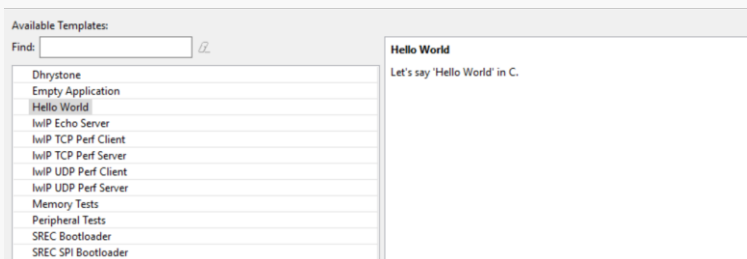 Available Templates:
Find:
Dhrystone
Empty Application
Hello World
lwIP Echo Server
lwIP TCP Perf Client
lwIP TCP Perf Server
lwIP UDP Perf Client
lwIP UDP Perf Server
Memory Tests
Peripheral Tests
SREC Bootloader
SREC SPI Bootloader
Hello World
Let's say 'Hello World' in C.